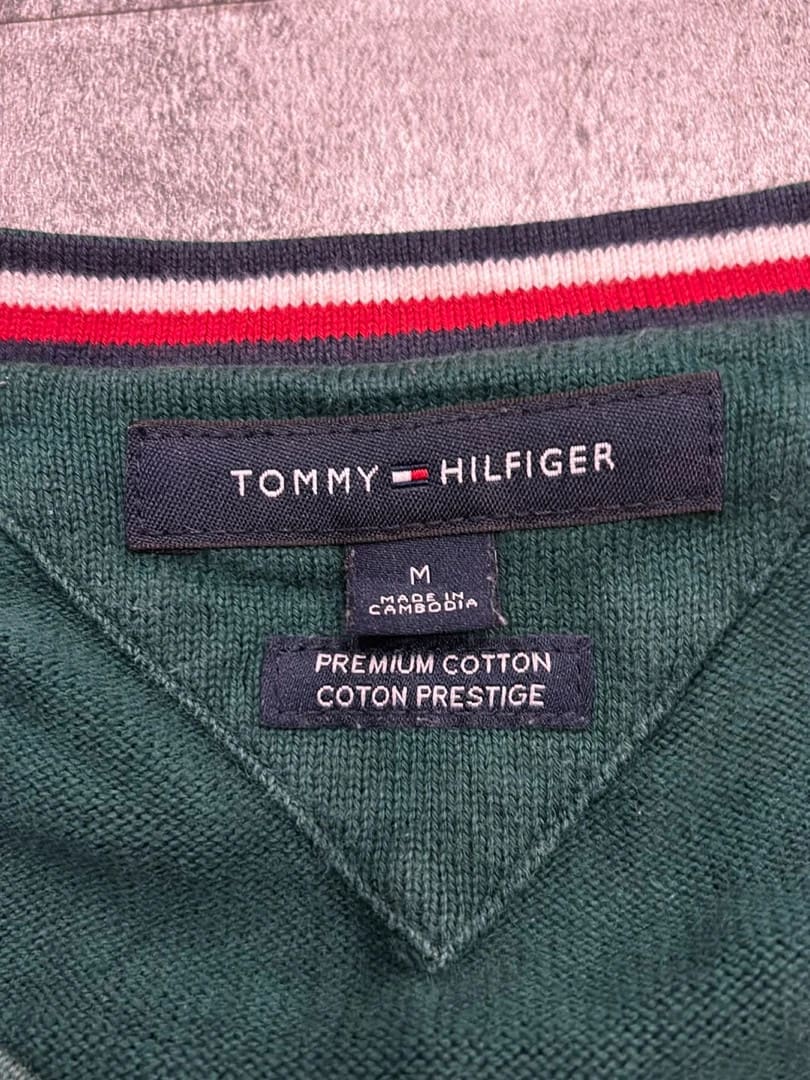 TOMMY HILFIGER
M
MADE IN
CAMBODIA
PREMIUM COTTON
COTON PRESTIGE